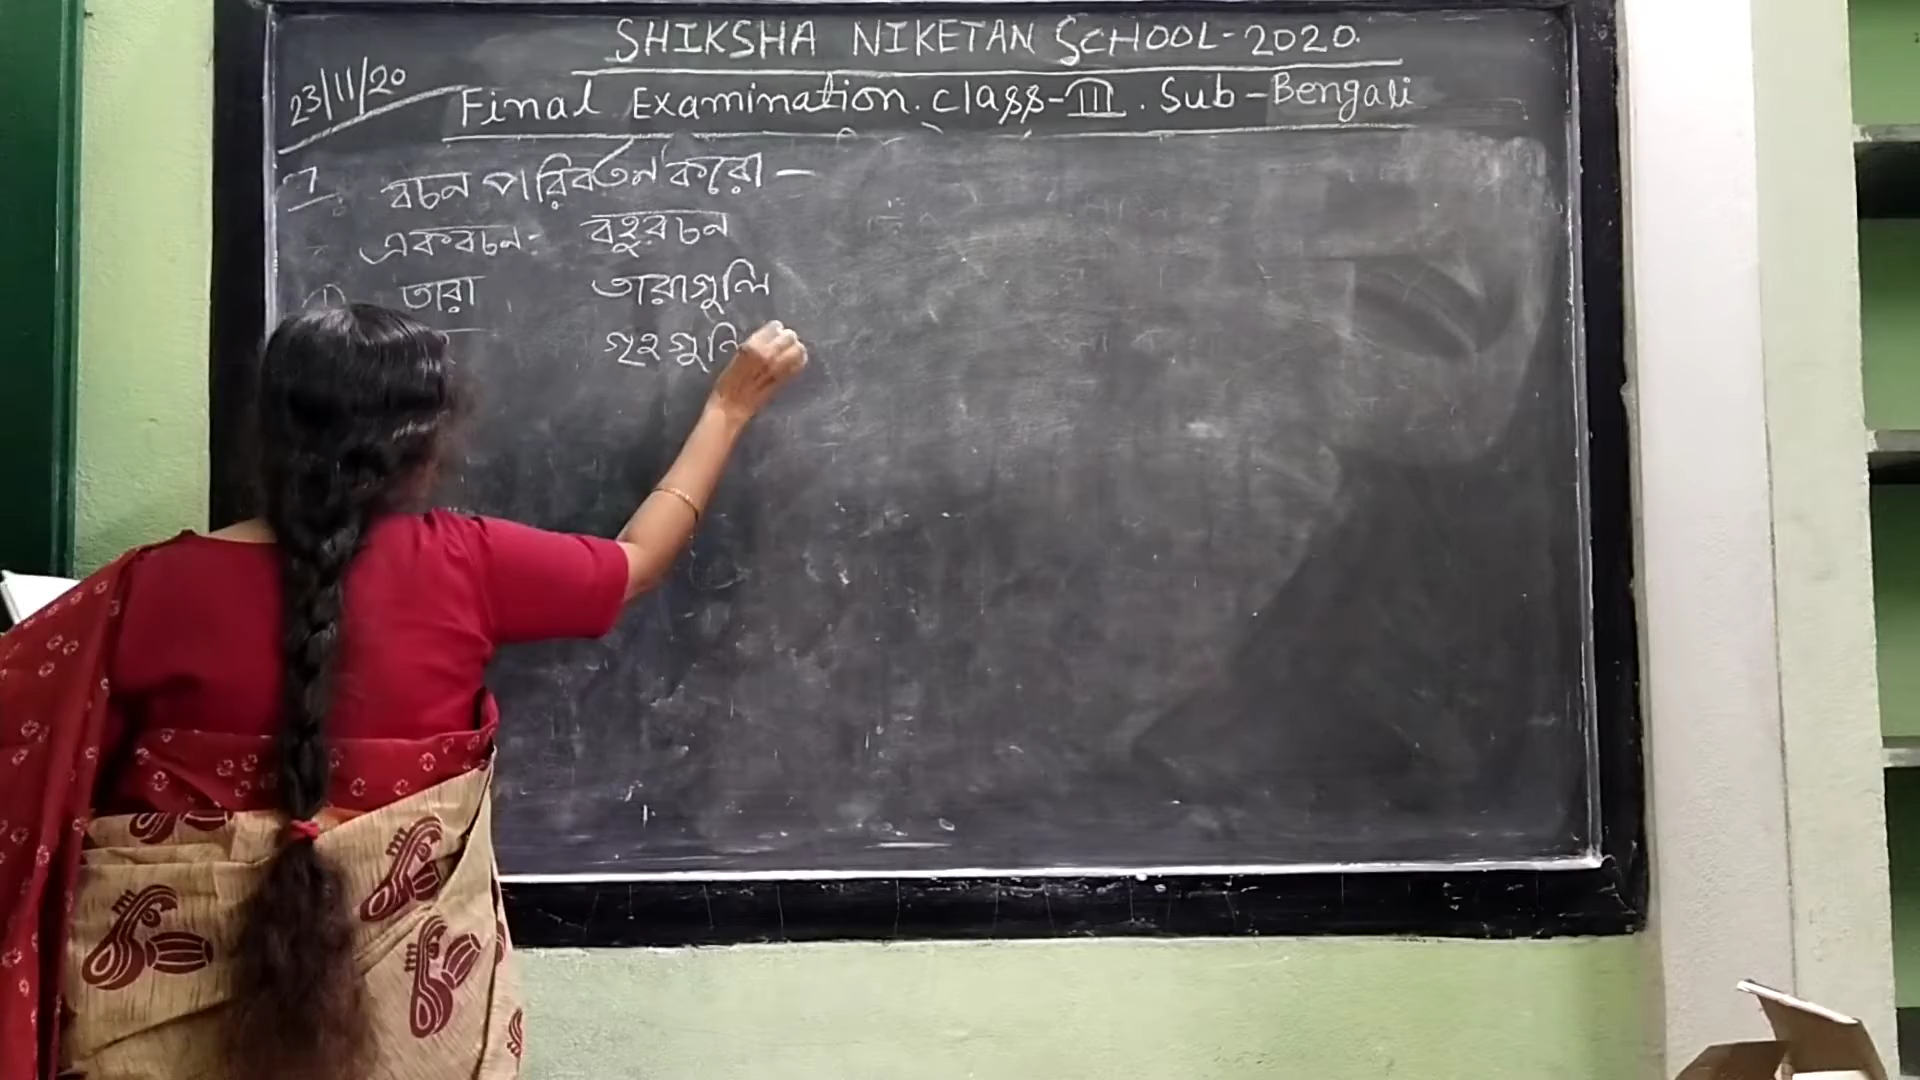 SHIKSHA NIKETAN SCHOOL-2020.
23/11/20
Final Examination. Class-III. Sub-Bengali
বচন পরিবর্তন করো —
একবচন: বহুবচন
তারা তারাগুলি
গৃহগুলি